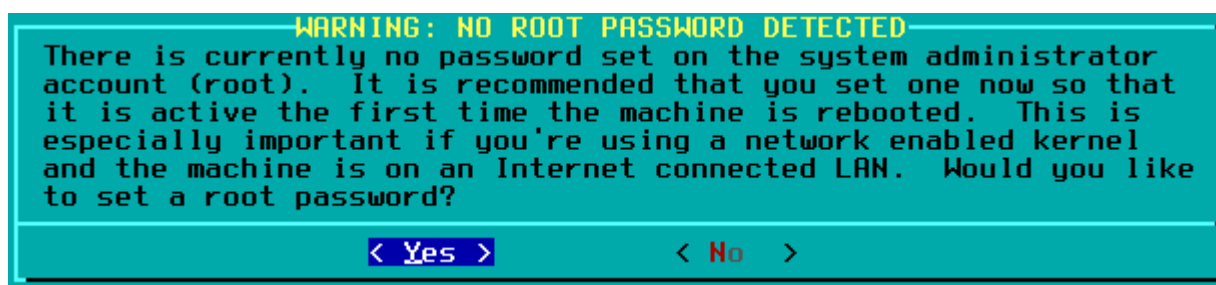 WARNING: NO ROOT PASSWORD DETECTED
There is currently no password set on the system administrator
account (root).  It is recommended that you set one now so that
it is active the first time the machine is rebooted.  This is
especially important if you're using a network enabled kernel
and the machine is on an Internet connected LAN.  Would you like
to set a root password?
< Yes > < No >